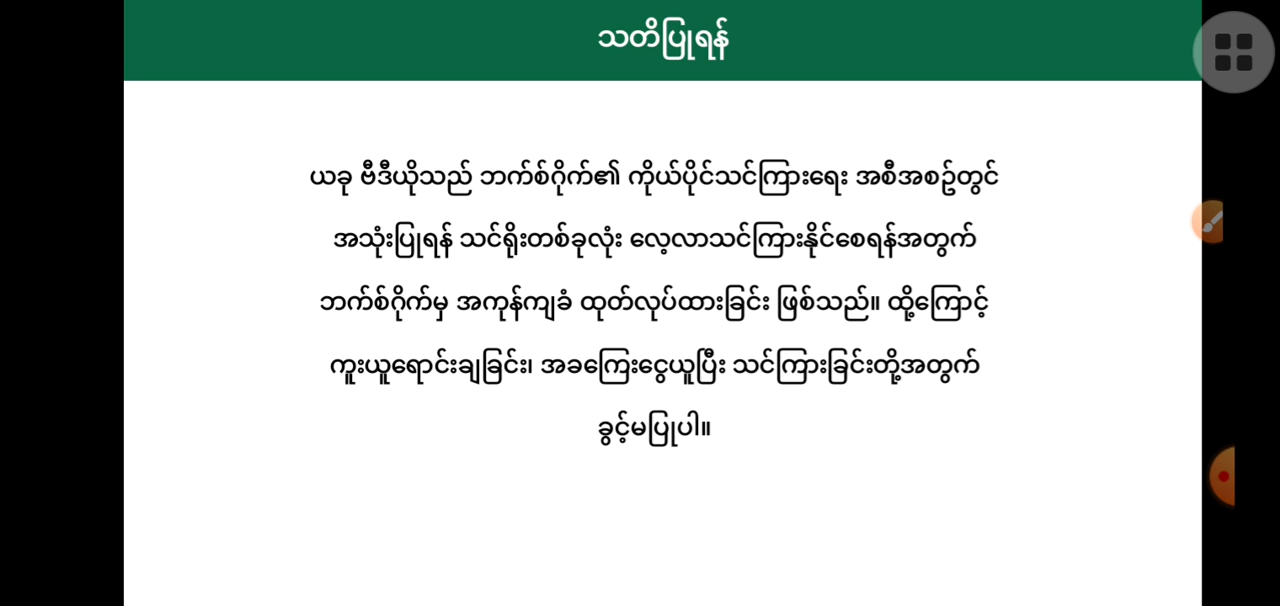 သတိပြုရန်
ယခု ဗီဒီယိုသည် ဘက်စ်ဂိုက်၏ ကိုယ်ပိုင်သင်ကြားရေး အစီအစဉ်တွင်
အသုံးပြုရန် သင်ရိုးတစ်ခုလုံး လေ့လာသင်ကြားနိုင်စေရန်အတွက်
ဘက်စ်ဂိုက်မှ အကုန်ကျခံ ထုတ်လုပ်ထားခြင်း ဖြစ်သည်။ ထို့ကြောင့်
ကူးယူရောင်းချခြင်း၊ အခကြေးငွေယူပြီး သင်ကြားခြင်းတို့အတွက်
ခွင့်မပြုပါ။